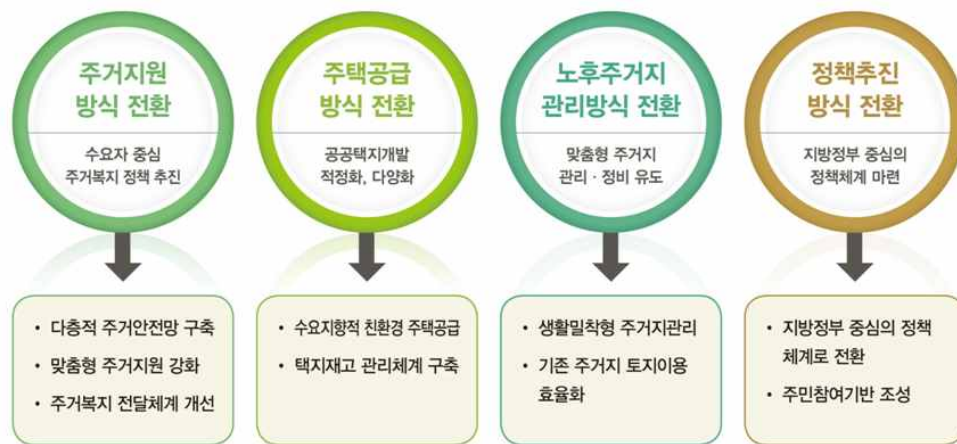 주거지원
방식 전환
수요자 중심
주거복지 정책 추진
• 다층적 주거안전망 구축
• 맞춤형 주거지원 강화
• 주거복지 전달체계 개선
주택공급
방식 전환
공공택지개발
적정화, 다양화
• 수요지향적 친환경 주택공급
• 택지재고 관리체계 구축
노후주거지
관리방식 전환
맞춤형 주거지
관리 · 정비 유도
• 생활밀착형 주거지관리
• 기존 주거지 토지이용
효율화
정책추진
방식 전환
지방정부 중심의
정책체계 마련
• 지방정부 중심의 정책
체계로 전환
• 주민참여기반 조성